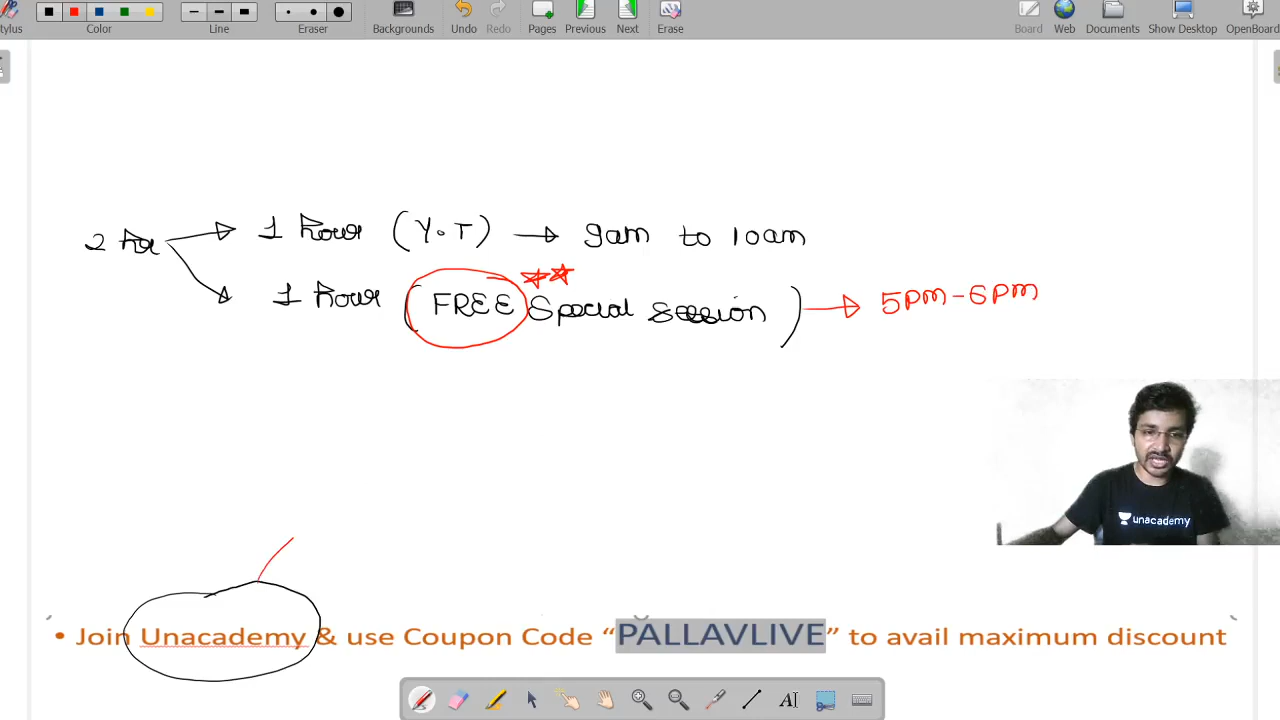 tylus
Color
Line
Eraser
Backgrounds
Undo
Redo
Pages
Previous
Next
Erase
Board
Web
Documents
Show Desktop
OpenBoard
2 hr
1 hour (Y.T) → 9am to 10am
1 hour (FREE Special Session) → 5PM-6PM
unacademy
• Join Unacademy & use Coupon Code “PALLAVLIVE” to avail maximum discount